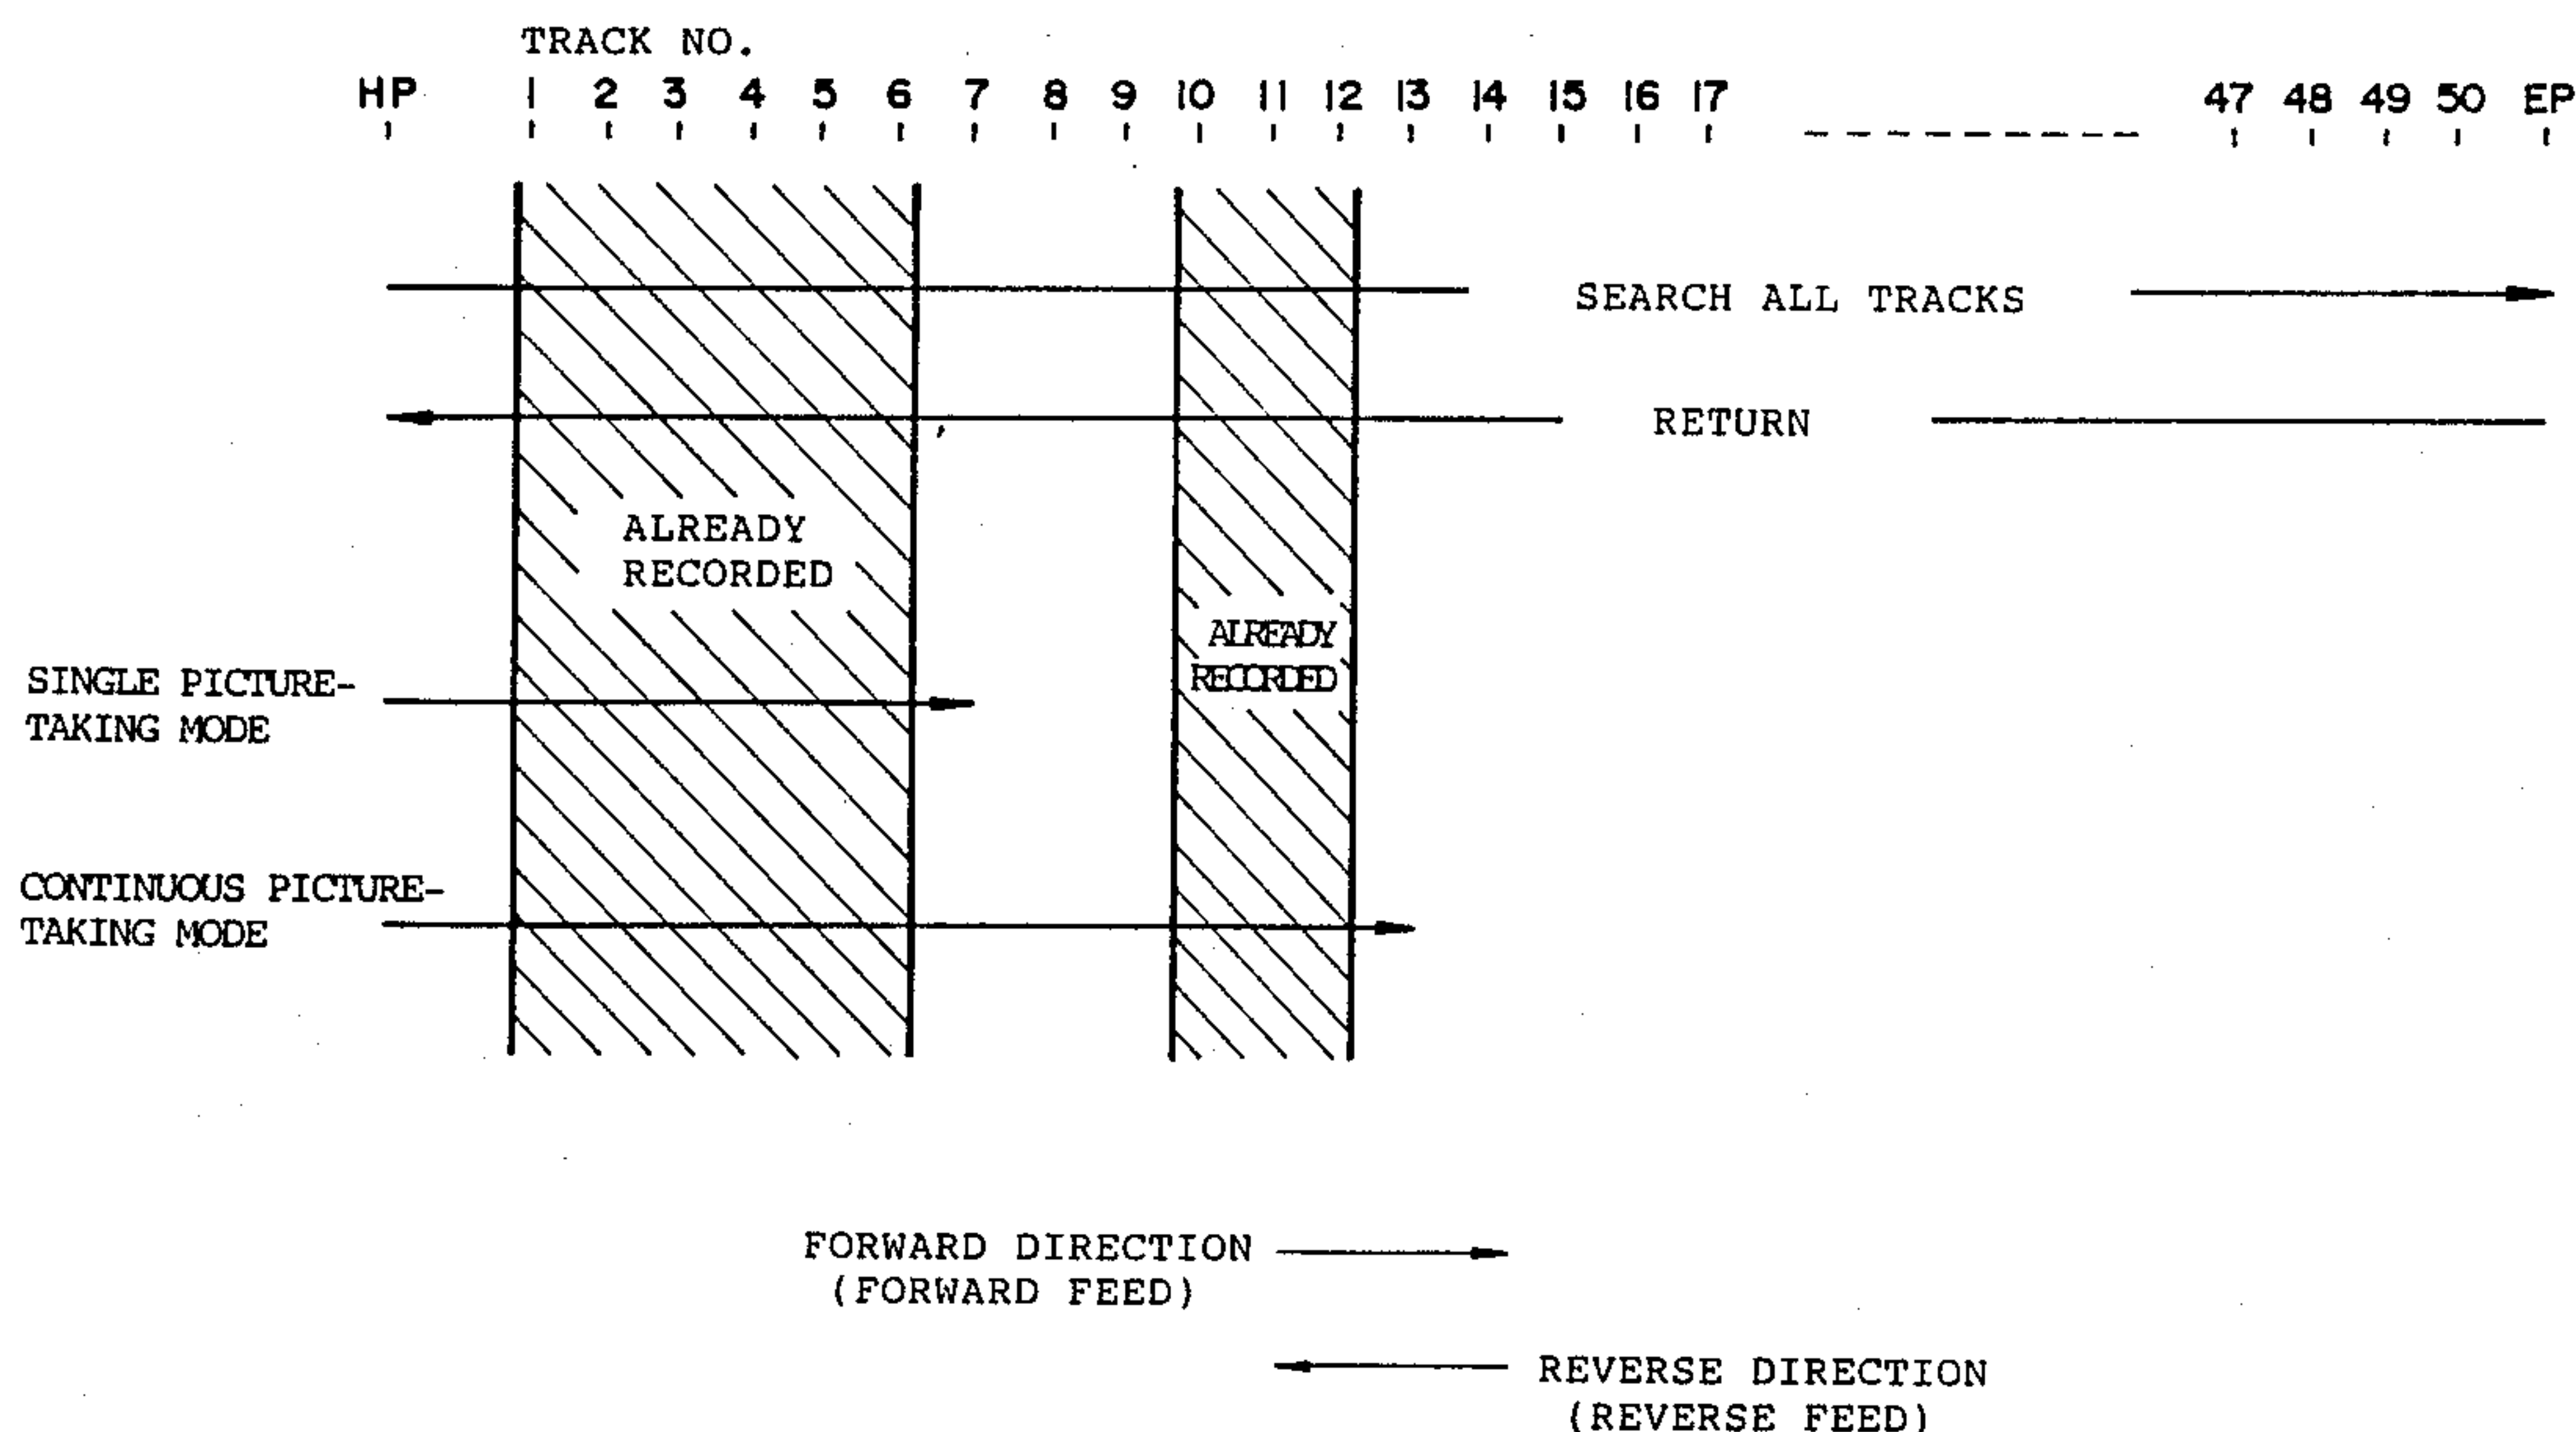 TRACK NO.
HP 1 2 3 4 5 6 7 8 9 10 11 12 13 14 15 16 17 47 48 49 50 EP
SEARCH ALL TRACKS
RETURN
ALREADY
RECORDED
ALREADY
RECORDED
SINGLE PICTURE-
TAKING MODE
CONTINUOUS PICTURE-
TAKING MODE
FORWARD DIRECTION
(FORWARD FEED)
REVERSE DIRECTION
(REVERSE FEED)